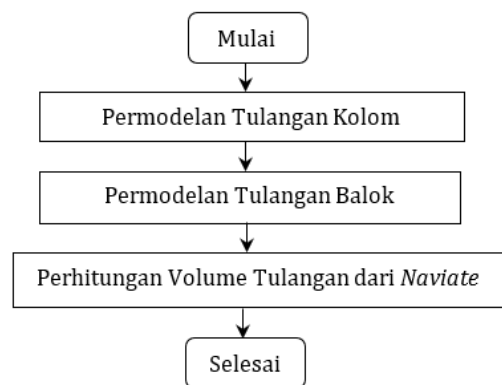 Mulai
Permodelan Tulangan Kolom
Permodelan Tulangan Balok
Perhitungan Volume Tulangan dari Naviate
Selesai